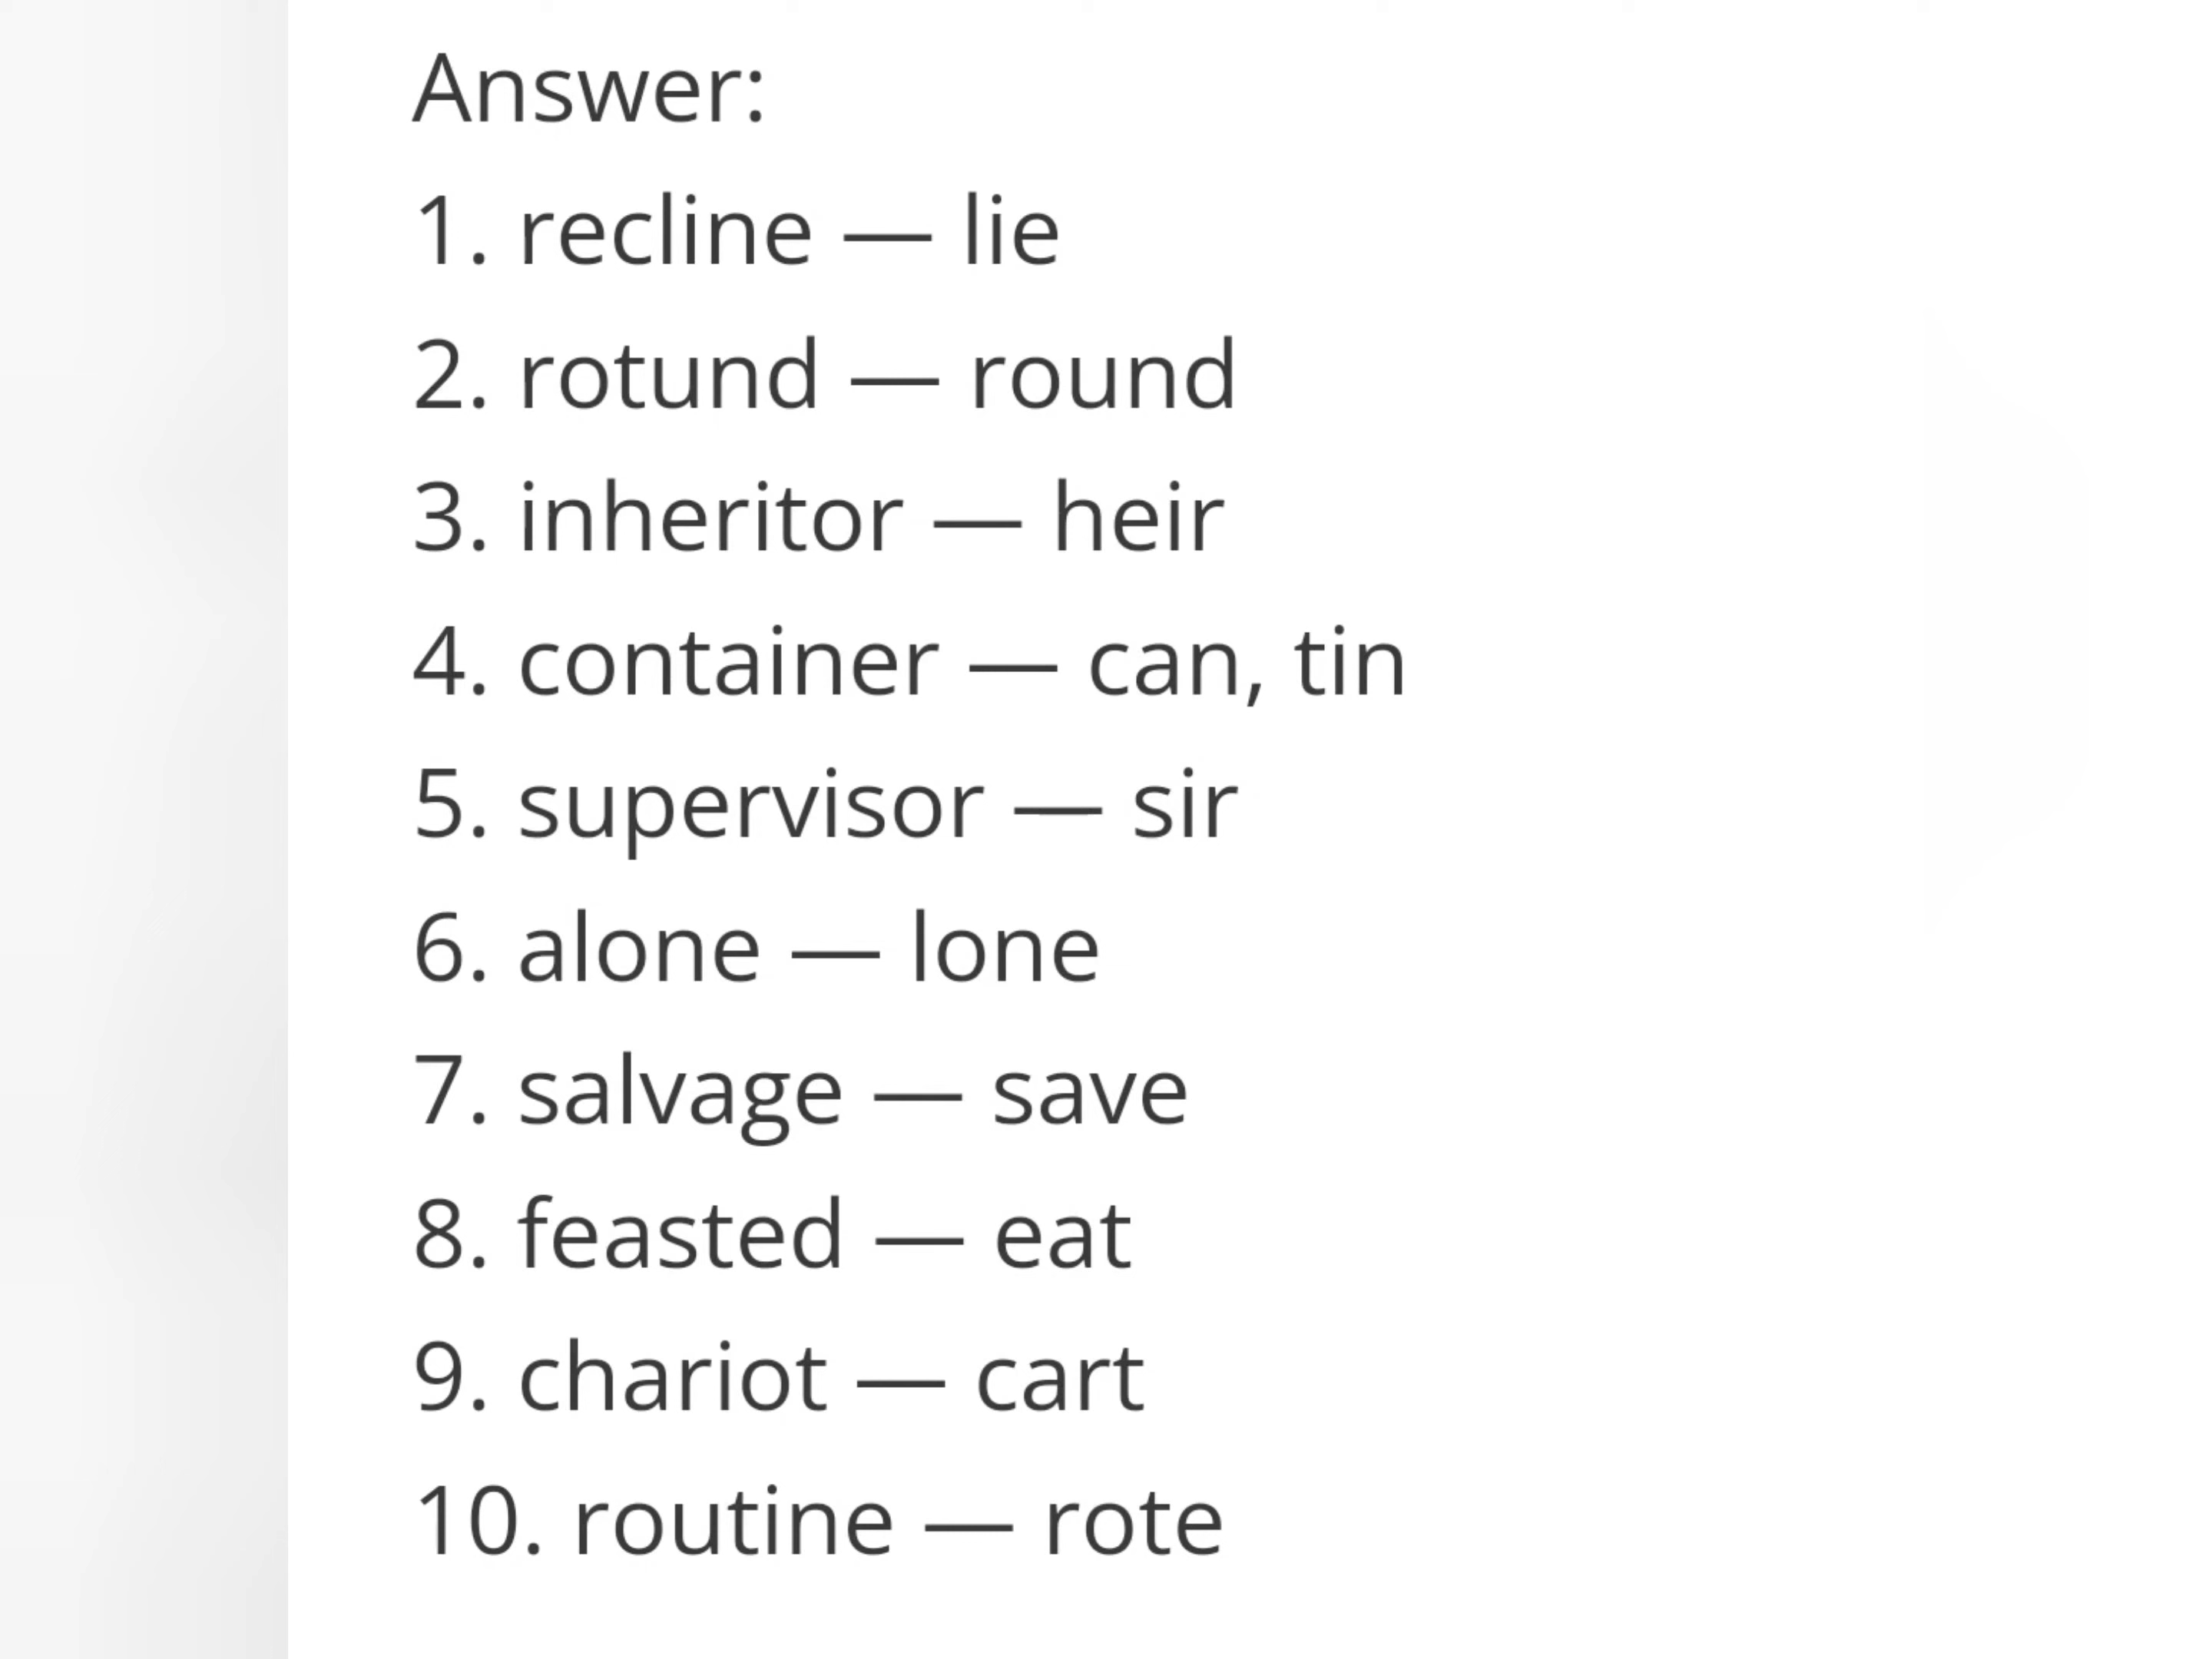 Answer:
1. recline — lie
2. rotund — round
3. inheritor — heir
4. container — can, tin
5. supervisor — sir
6. alone — lone
7. salvage — save
8. feasted — eat
9. chariot — cart
10. routine — rote